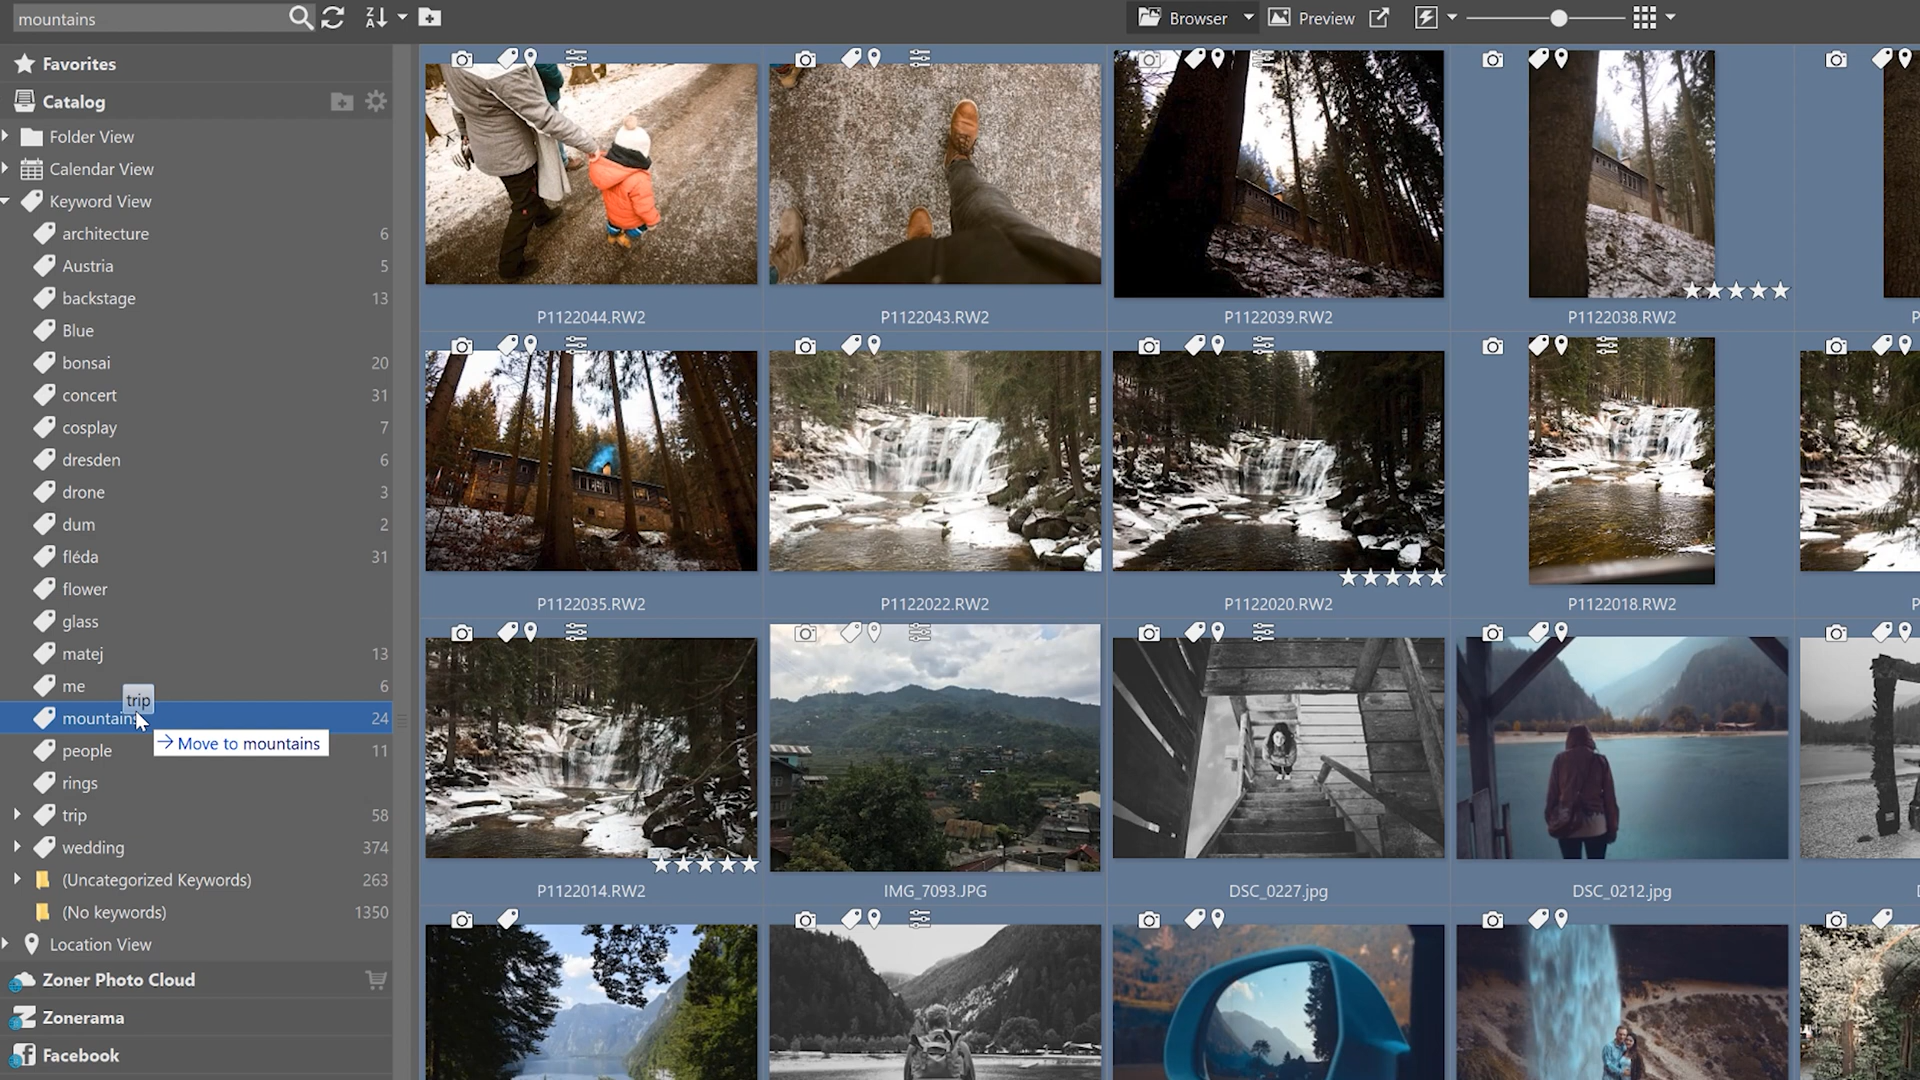 mountains
Z
A
Browser
Preview
Favorites
Catalog
Folder View
Calendar View
Keyword View
architecture 6
Austria 5
backstage 13
Blue
bonsai 20
concert 31
cosplay 7
dresden 6
drone 3
dum 2
fléda 31
flower
glass
matej 13
me 6
trip
mountains 24
Move to mountains
people 11
rings
trip 58
wedding 374
(Uncategorized Keywords) 263
(No keywords) 1350
Location View
Zoner Photo Cloud
Zonerama
Facebook
P1122044.RW2
P1122043.RW2
P1122039.RW2
P1122038.RW2
P
P1122035.RW2
P1122022.RW2
P1122020.RW2
P1122018.RW2
P
P1122014.RW2
IMG_7093.JPG
DSC_0227.jpg
DSC_0212.jpg